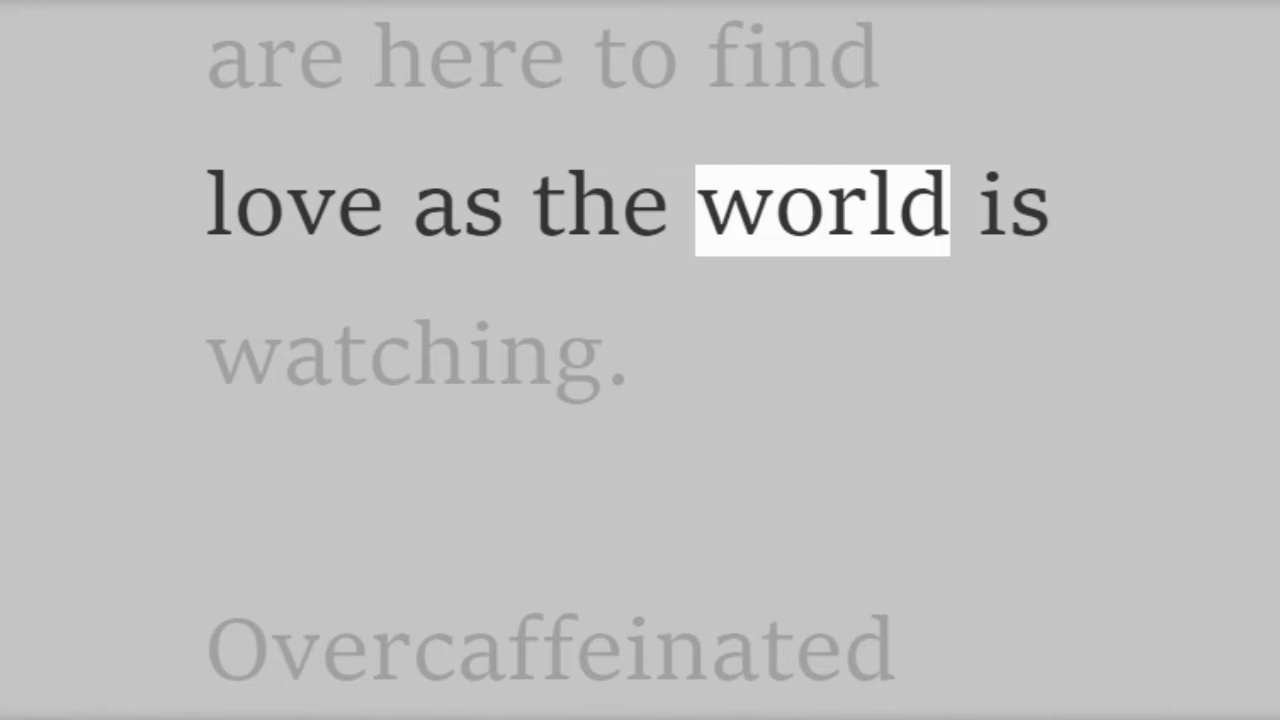 are here to find
love as the world is
watching.
Overcaffeinated